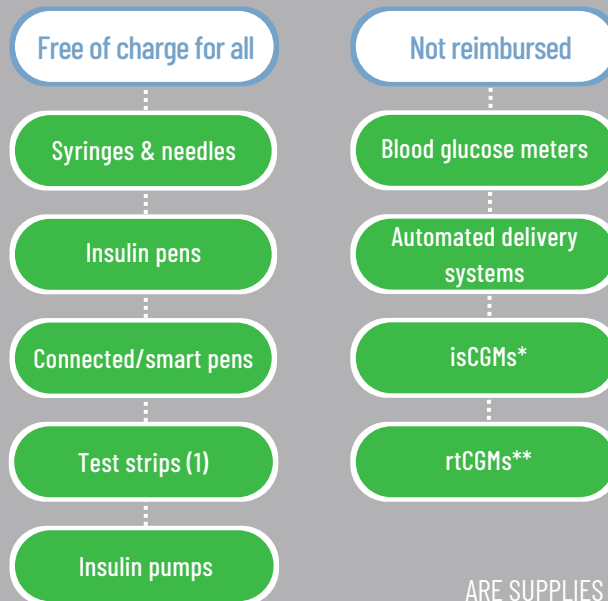 Free of charge for all
Syringes & needles
Insulin pens
Connected/smart pens
Test strips (1)
Insulin pumps
Not reimbursed
Blood glucose meters
Automated delivery
systems
isCGMs*
rtCGMs**
ARE SUPPLIES